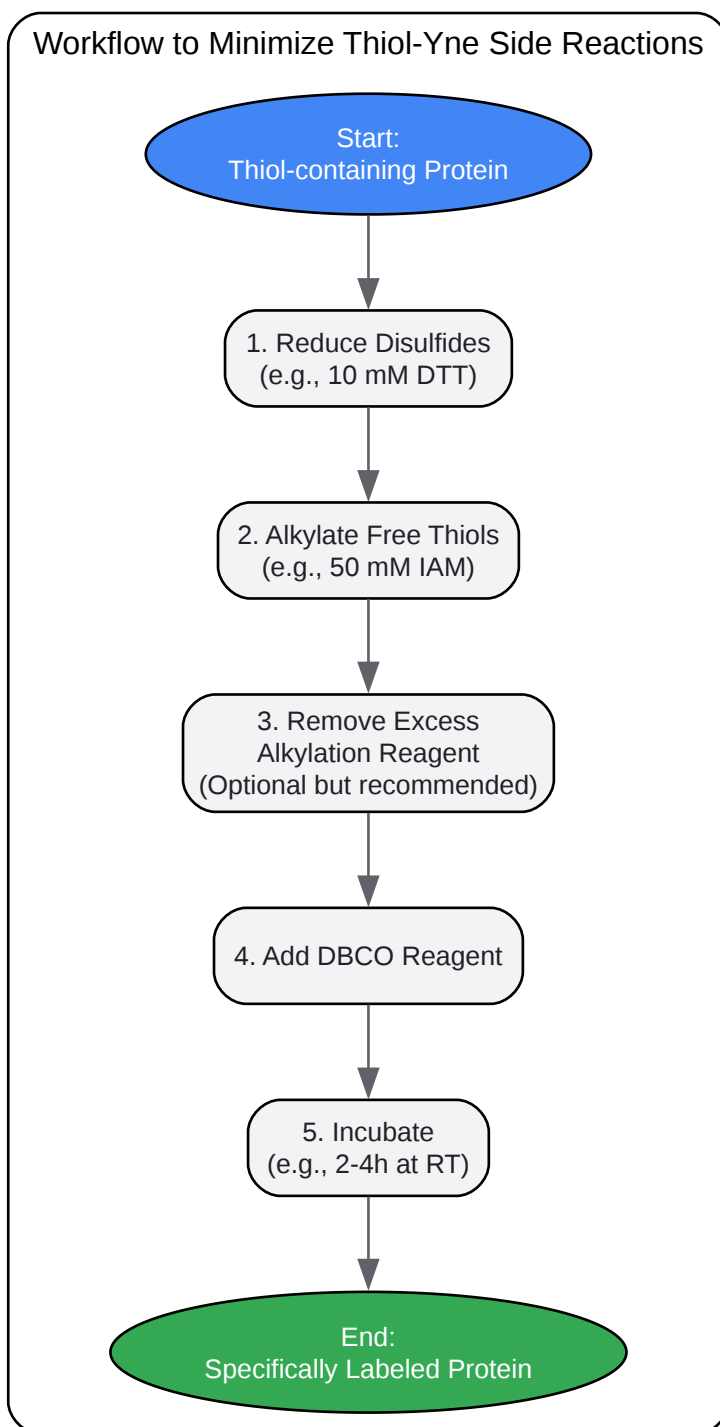 Workflow to Minimize Thiol-Yne Side Reactions
Start:
Thiol-containing Protein
1. Reduce Disulfides
(e.g., 10 mM DTT)
2. Alkylate Free Thiols
(e.g., 50 mM IAM)
3. Remove Excess
Alkylation Reagent
(Optional but recommended)
4. Add DBCO Reagent
5. Incubate
(e.g., 2-4h at RT)
End:
Specifically Labeled Protein